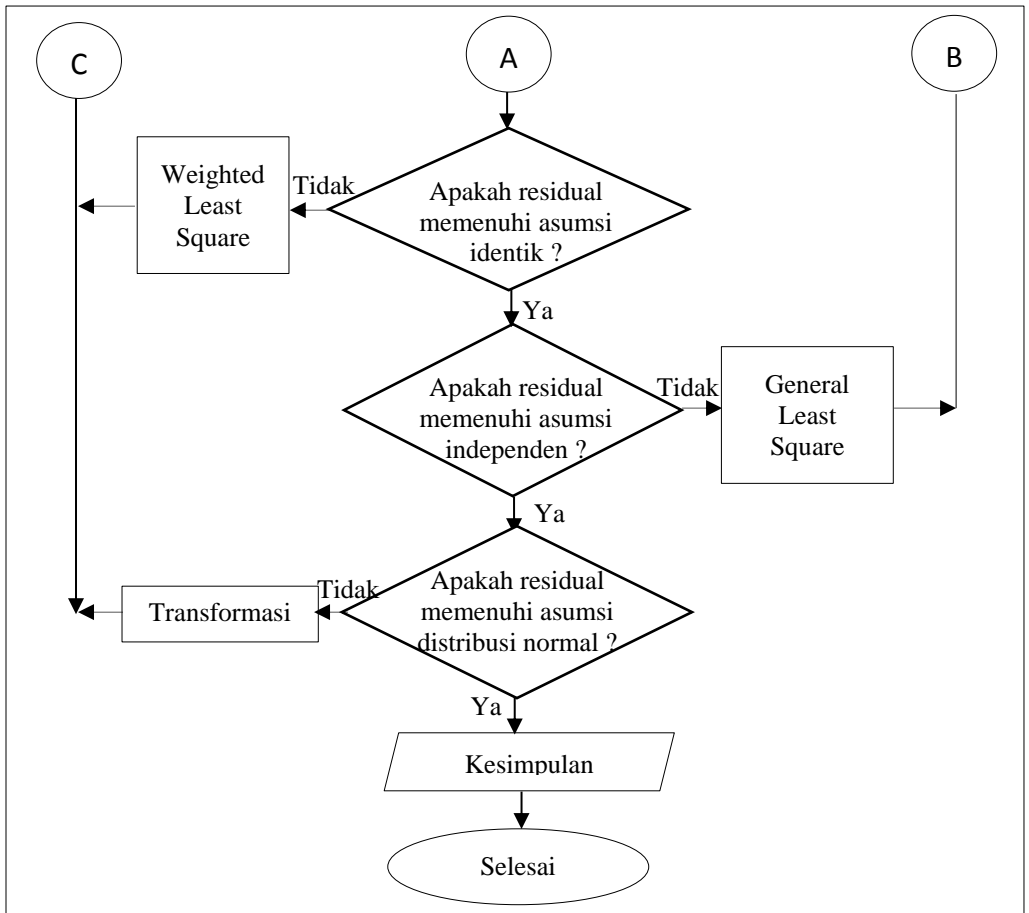 C
A
B
Weighted
Least
Square
Tidak
Apakah residual
memenuhi asumsi
identik ?
Ya
Apakah residual
memenuhi asumsi
independen ?
Tidak
General
Least
Square
Ya
Transformasi
Tidak
Apakah residual
memenuhi asumsi
distribusi normal ?
Ya
Kesimpulan
Selesai